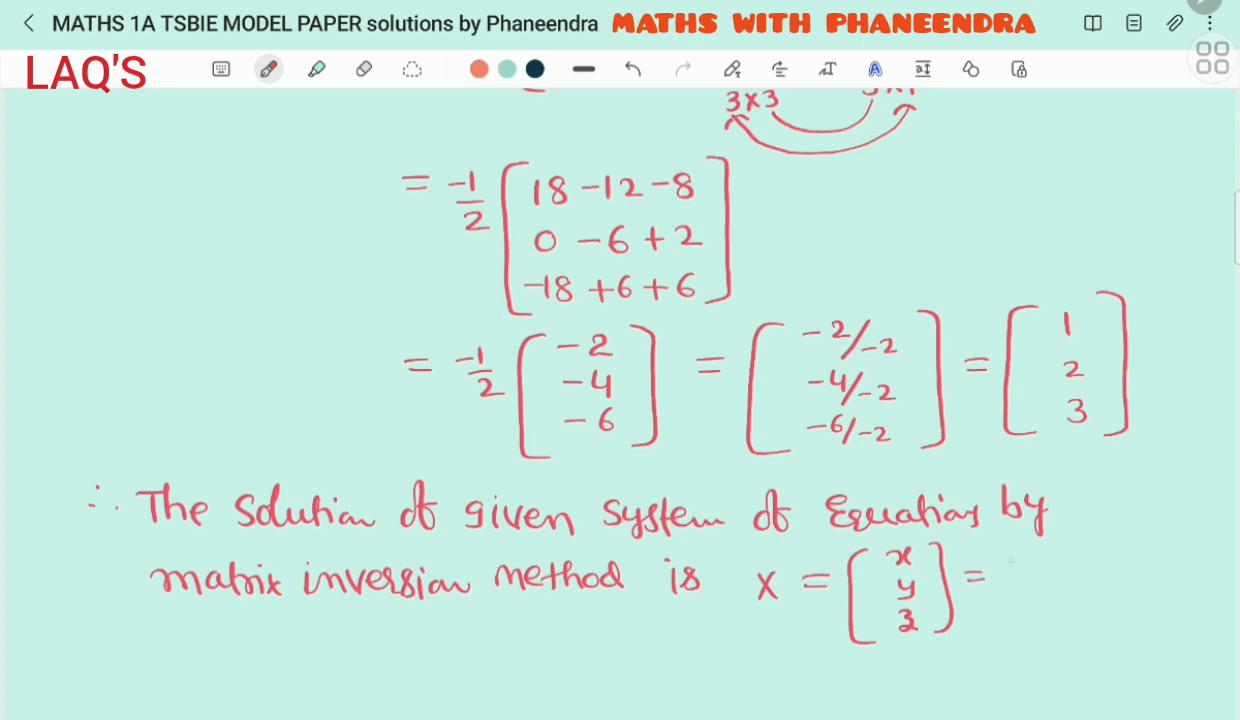 MATHS 1A TSBIE MODEL PAPER solutions by Phaneendra MATHS WITH PHANEENDRA
LAQ'S
3×3
= -1/2 [ 18 -12 -8
0 -6 +2
-18 +6 +6 ]
= -1/2 [ -2 -4 -6 ] = [ -2/-2 -4/-2 -6/-2 ] = [ 1 2 3 ]
∴ The solution of given system of Equations by
matrix inversion method is X = [ x y z ] =